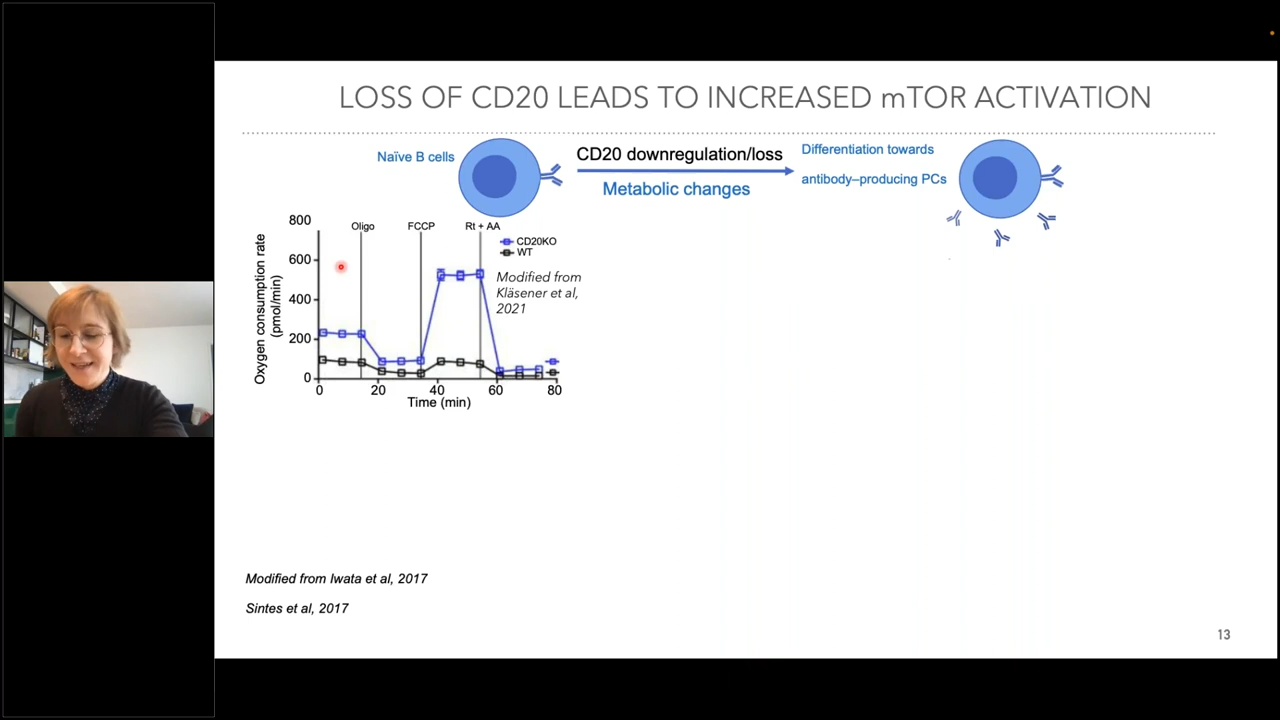 LOSS OF CD20 LEADS TO INCREASED mTOR ACTIVATION
Naïve B cells
CD20 downregulation/loss
Metabolic changes
Differentiation towards
antibody–producing PCs
Oxygen consumption rate
(pmol/min)
800
600
400
200
0
Oligo
FCCP
Rt + AA
CD20KO
WT
Modified from
Kläsener et al,
2021
0 20 40 60 80
Time (min)
Modified from Iwata et al, 2017
Sintes et al, 2017
13